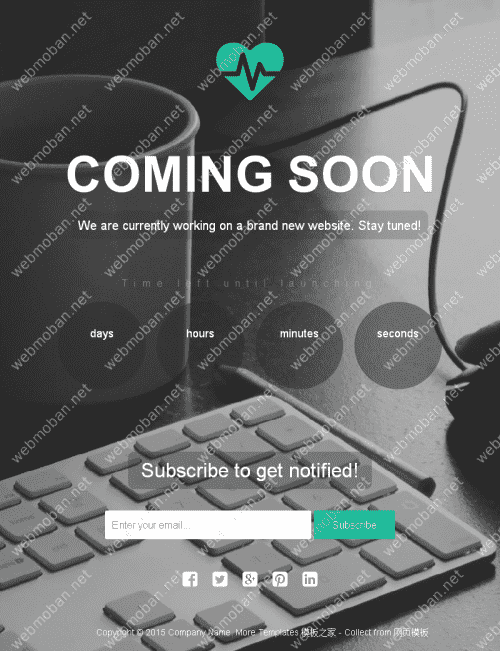 COMING SOON
We are currently working on a brand new website. Stay tuned!
Time left until launching
days hours minutes seconds
Subscribe to get notified!
Enter your email... Subscribe
Copyright © 2015 Company Name. More Templates 模板之家 - Collect from 网页模板
webmoban.net